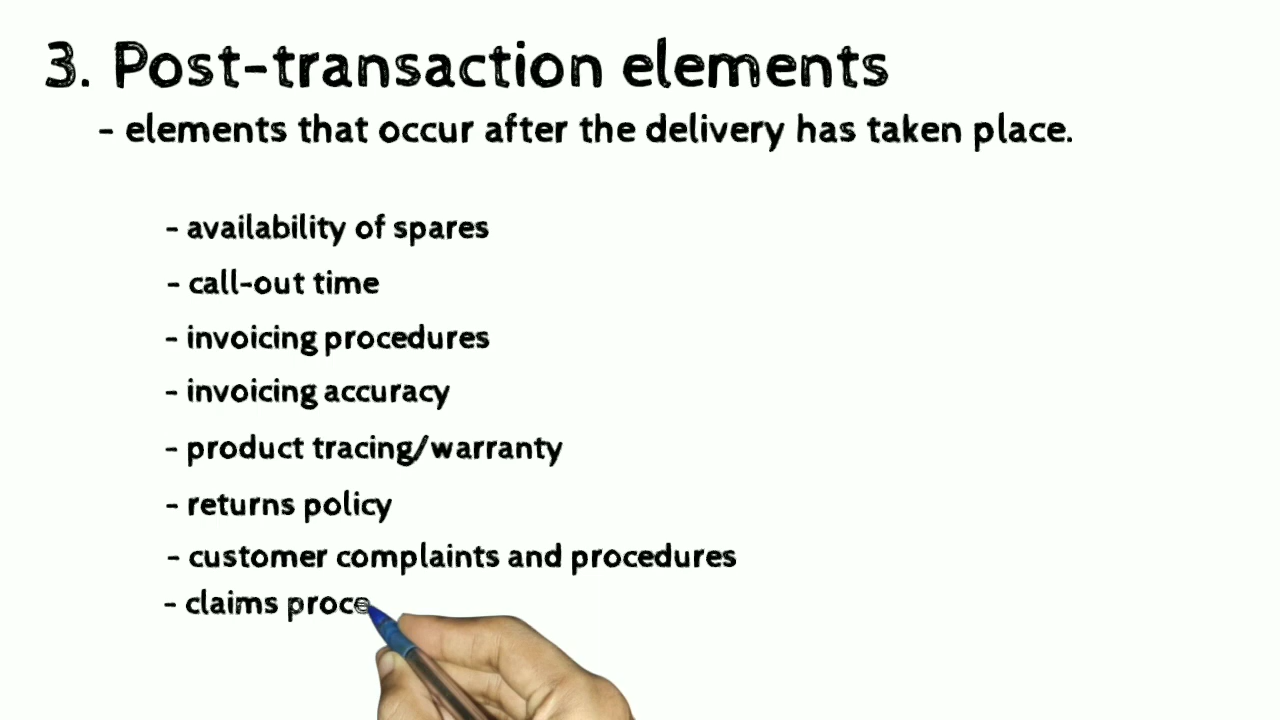 3. Post-transaction elements
- elements that occur after the delivery has taken place.
- availability of spares
- call-out time
- invoicing procedures
- invoicing accuracy
- product tracing/warranty
- returns policy
- customer complaints and procedures
- claims proce